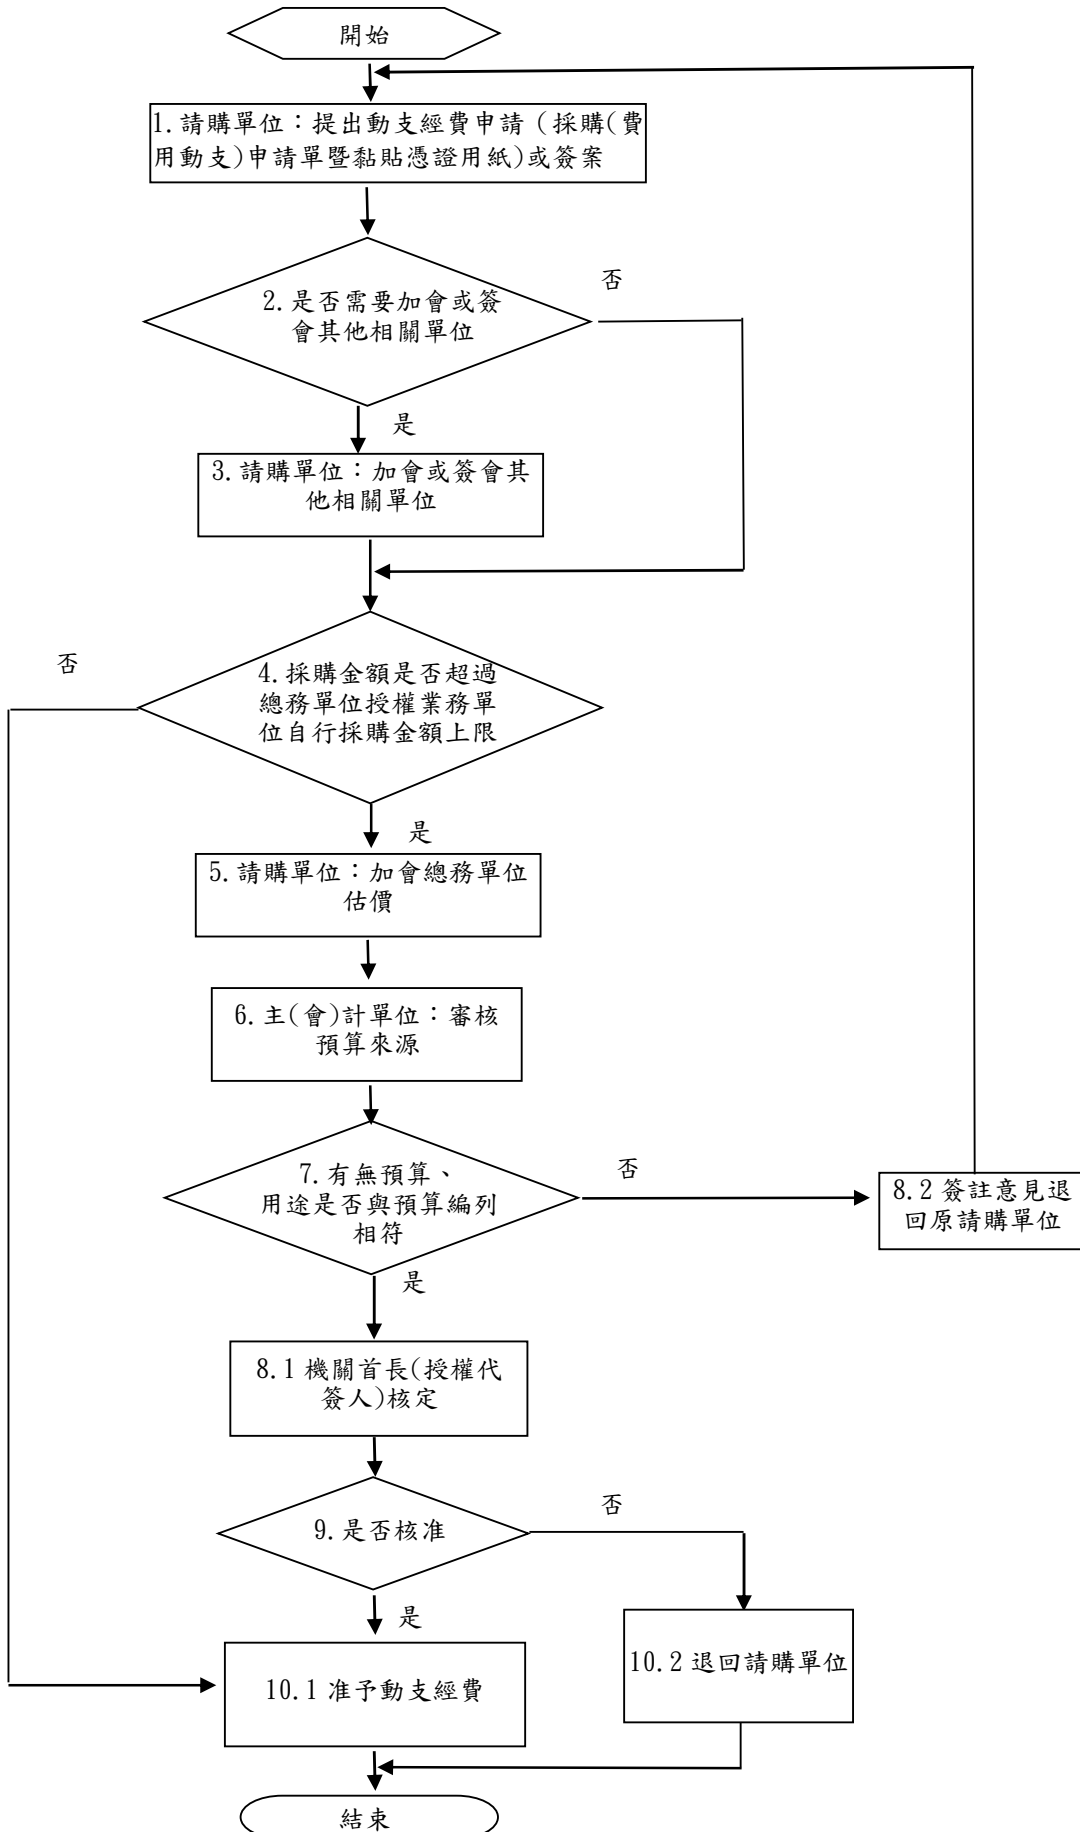 開始
1.請購單位：提出動支經費申請（採購(費
用動支)申請單暨黏貼憑證用紙)或簽案
2.是否需要加會或簽
會其他相關單位
否
是
3.請購單位：加會或簽會其
他相關單位
否
4.採購金額是否超過
總務單位授權業務單
位自行採購金額上限
是
5.請購單位：加會總務單位
估價
6.主(會)計單位：審核
預算來源
7.有無預算、
用途是否與預算編列
相符
否
8.2 簽註意見退
回原請購單位
是
8.1 機關首長(授權代
簽人)核定
9.是否核准
否
是
10.1 准予動支經費
10.2 退回請購單位
結束